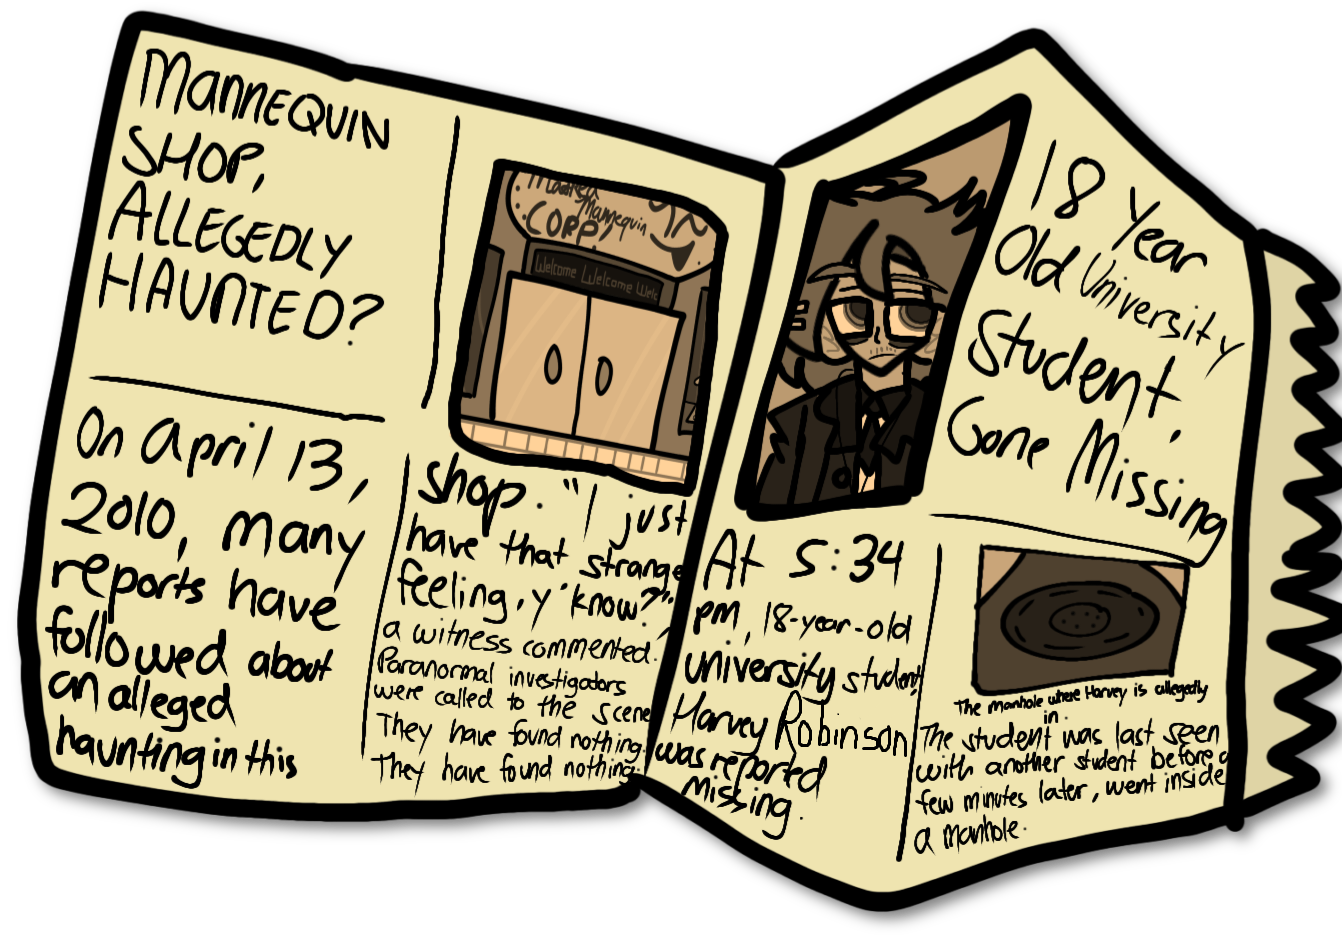 MANNEQUIN
SHOP,
ALLEGEDLY
HAUNTED?
On April 13,
2010, many
reports have
followed about
an alleged
haunting in this
Mannequin
CORP!
Welcome Welcome Welc
shop. "I just
have that strange
feeling, y'know?",
a witness commented.
Paranormal investigators
were called to the scene
They have found nothing.
They have found nothing.
18 Year
Old University
Student,
Gone Missing
At 5:34
pm, 18-year-old
university student
Harvey Robinson
was reported
missing.
The manhole where Harvey is allegedly
in.
The student was last seen
with another student before a
few minutes later, went inside
a manhole.